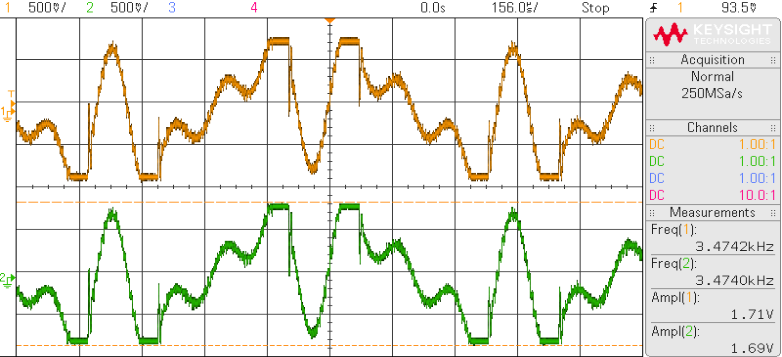 1 500mV/ 2 500mV/ 3 4 0.0s 156.0µs/ Stop 1 93.5mV
KEYSIGHT
TECHNOLOGIES
Acquisition
Normal
250MSa/s
Channels
DC 1.00:1
DC 1.00:1
DC 1.00:1
DC 10.0:1
Measurements
Freq(1):
3.4742kHz
Freq(2):
3.4740kHz
Ampl(1):
1.71V
Ampl(2):
1.69V
T
1
2